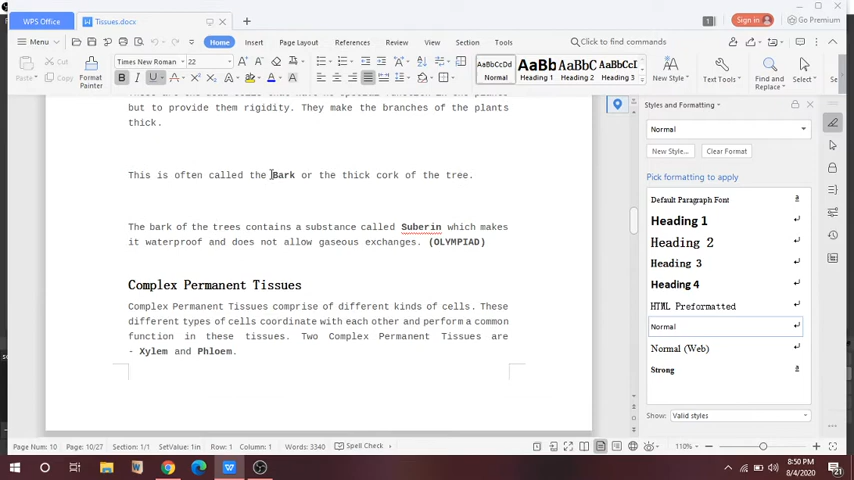 WPS Office
Tissues.docx
1
Sign in
Go Premium
Menu
Home
Insert
Page Layout
References
Review
View
Section
Tools
Click to find commands
Paste
Cut
Copy
Format
Painter
Times New Roman
22
B I U
AaBbCcDd
Normal
AaBb
Heading 1
AaBbC
Heading 2
AaBbCcI
Heading 3
New Style...
Text Tools
Find and
Replace
Select
but to provide them rigidity. They make the branches of the plants
thick.
This is often called the Bark or the thick cork of the tree.
The bark of the trees contains a substance called Suberin which makes
it waterproof and does not allow gaseous exchanges. (OLYMPIAD)
Complex Permanent Tissues
Complex Permanent Tissues comprise of different kinds of cells. These
different types of cells coordinate with each other and perform a common
function in these tissues. Two Complex Permanent Tissues are
- Xylem and Phloem.
Styles and Formatting
Normal
New Style...
Clear Format
Pick formatting to apply
Default Paragraph Font
Heading 1
Heading 2
Heading 3
Heading 4
HTML Preformatted
Normal
Normal (Web)
Strong
Show:
Valid styles
Page Num: 10
Page: 10/27
Section: 1/1
SetValue: 1in
Row: 1
Column: 1
Words: 3340
Spell Check
110%
8:50 PM
8/4/2020
21